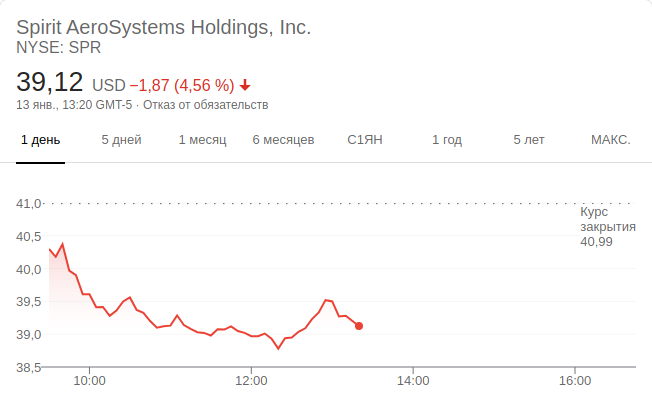 Spirit AeroSystems Holdings, Inc.
NYSE: SPR
39,12 USD −1,87 (4,56 %)
13 янв., 13:20 GMT-5 · Отказ от обязательств
1 день 5 дней 1 месяц 6 месяцев С1ЯН 1 год 5 лет МАКС.
41,0
Курс
закрытия
40,99
40,5
40,0
39,5
39,0
38,5
10:00 12:00 14:00 16:00